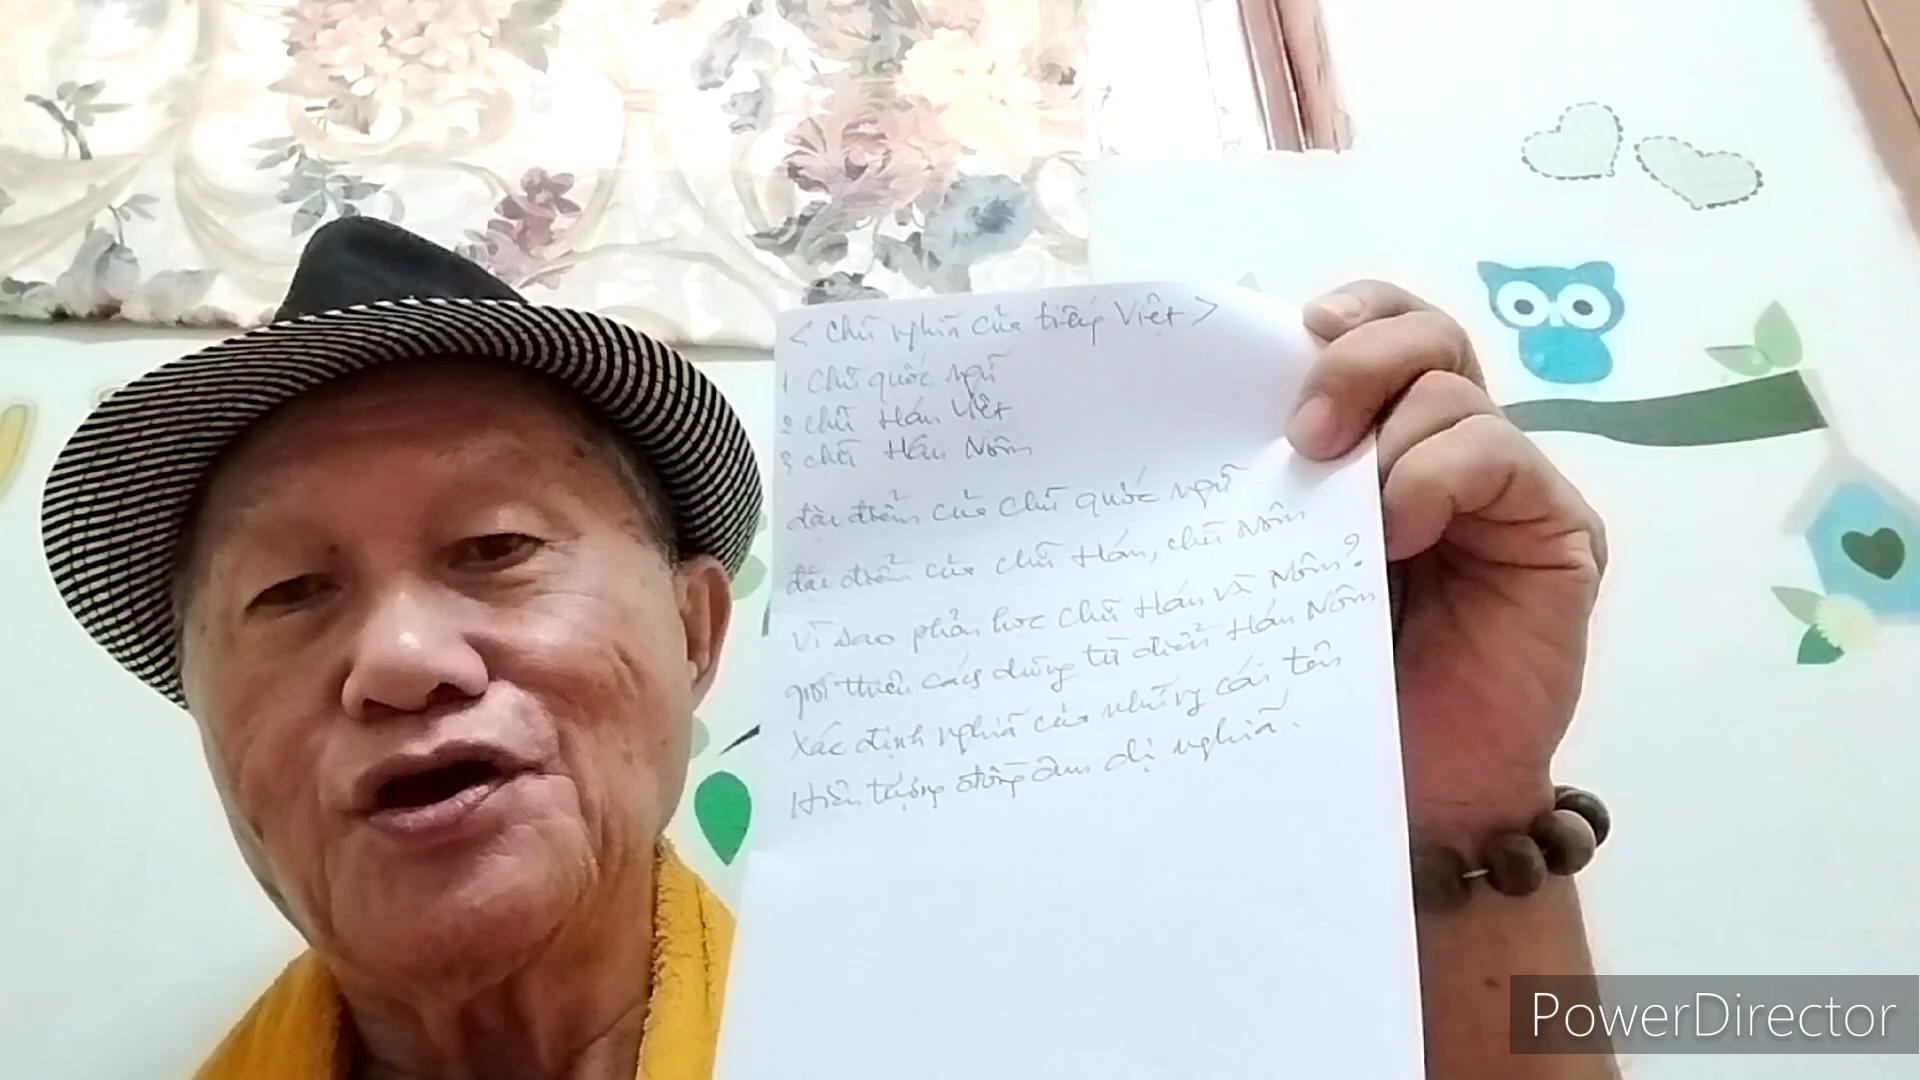 < chữ nghĩa của tiếng Việt >
1 chữ quốc ngữ
2 chữ Hán Việt
3 chữ Hán Nôm
đặc điểm của chữ quốc ngữ
đặc điểm của chữ Hán, chữ Nôm
Vì sao phải học chữ Hán và Nôm?
giới thiệu cách dùng từ điển Hán Nôm
Xác định nghĩa của những cái tên
Hiện tượng đồng âm dị nghĩa.
PowerDirector